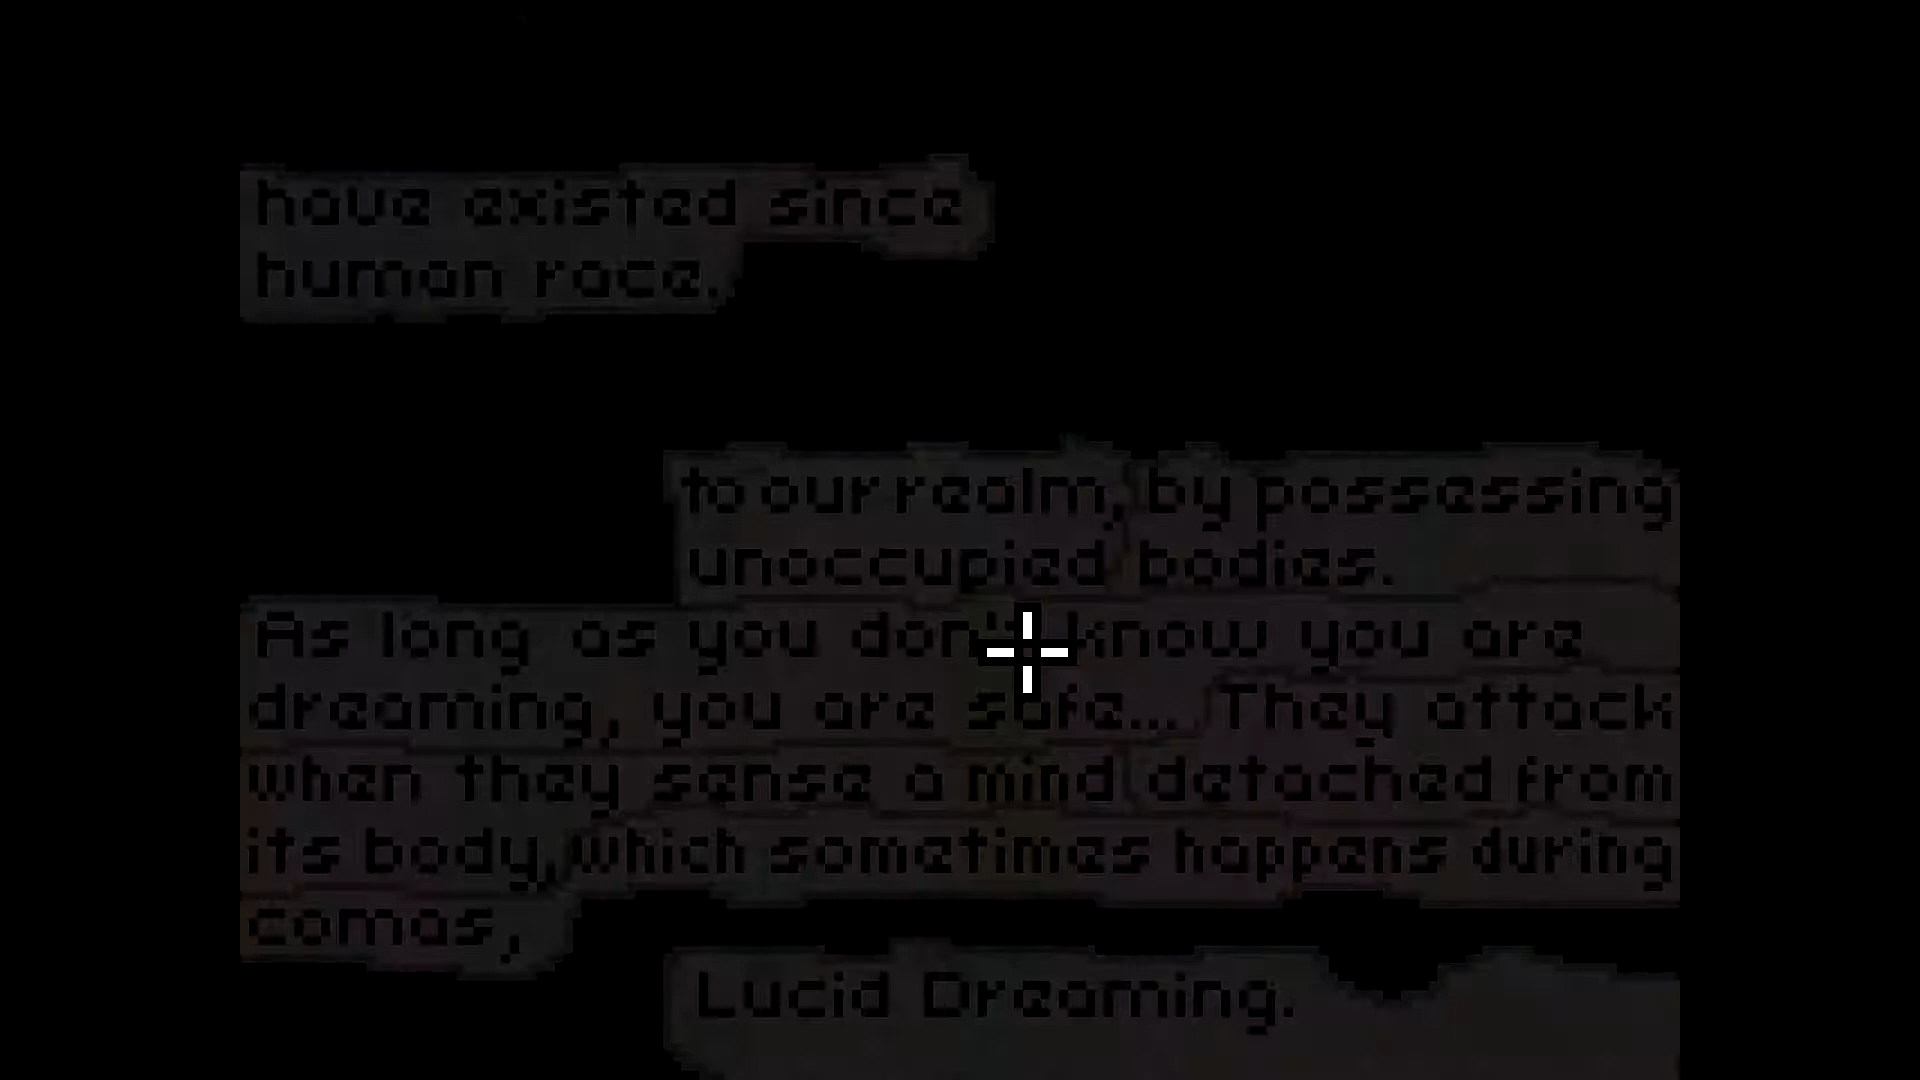 have existed since
human race.
to our realm, by possessing
unoccupied bodies.
As long as you don't know you are
dreaming, you are safe... They attack
when they sense a mind detached from
its body, which sometimes happens during
comas,
Lucid Dreaming.